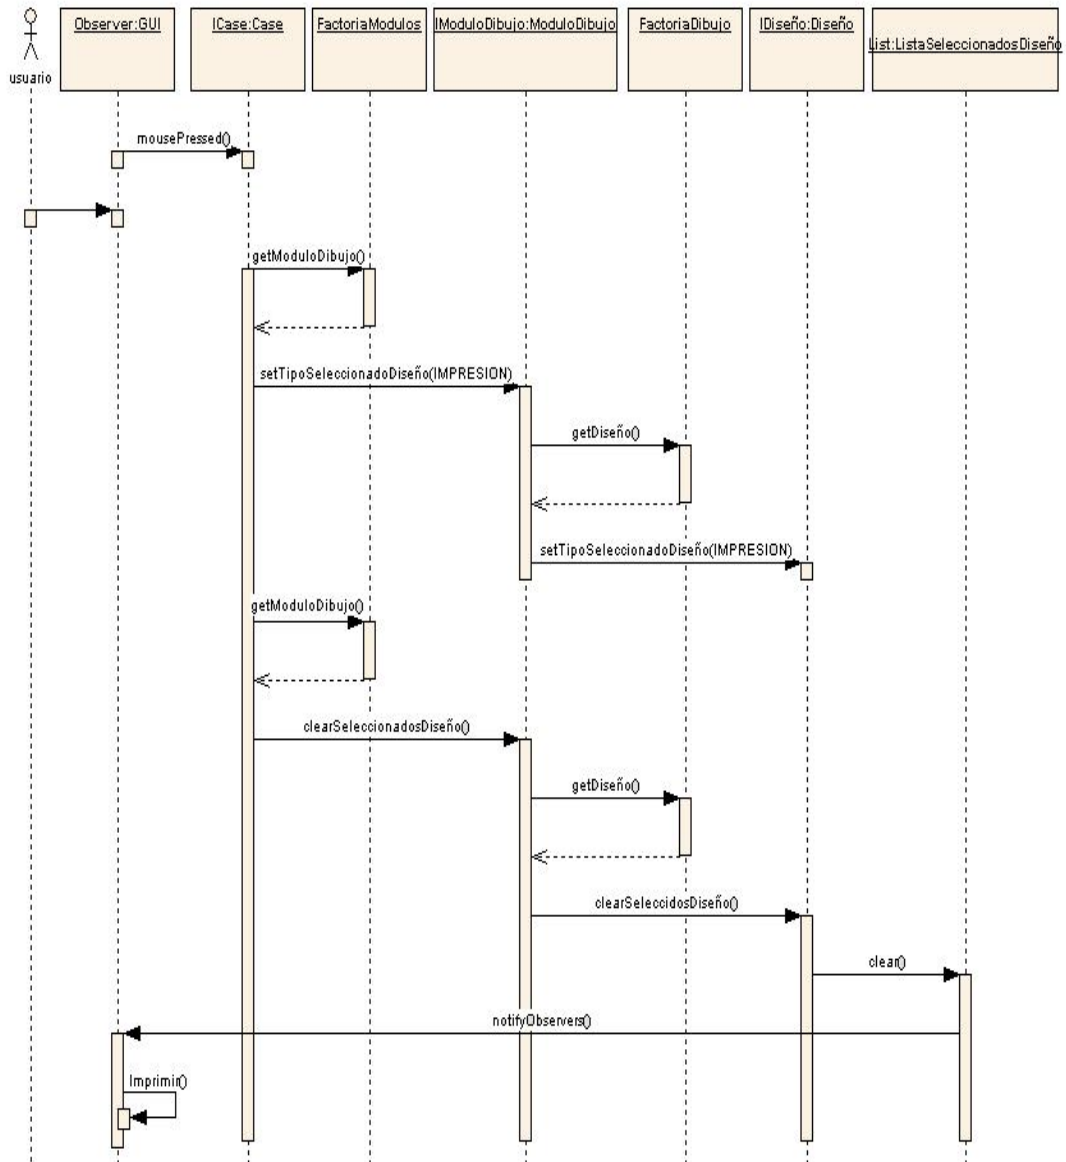 Observer:GUI
ICase:Case
FactoriaModulos
IModuloDibujo:ModuloDibujo
FactoriaDibujo
IDiseño:Diseño
List:ListaSeleccionadosDiseño
usuario
mousePressed()
getModuloDibujo()
setTipoSeleccionadoDiseño(IMPRESION)
getDiseño()
setTipoSeleccionadoDiseño(IMPRESION)
getModuloDibujo()
clearSeleccionadosDiseño()
getDiseño()
clearSeleccidosDiseño()
clear()
notifyObservers()
Imprimir()